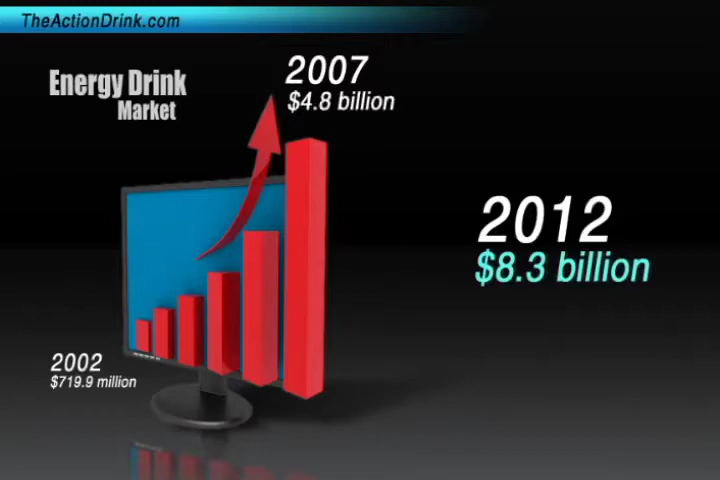 TheActionDrink.com
Energy Drink
Market
2007
$4.8 billion
2012
$8.3 billion
2002
$719.9 million